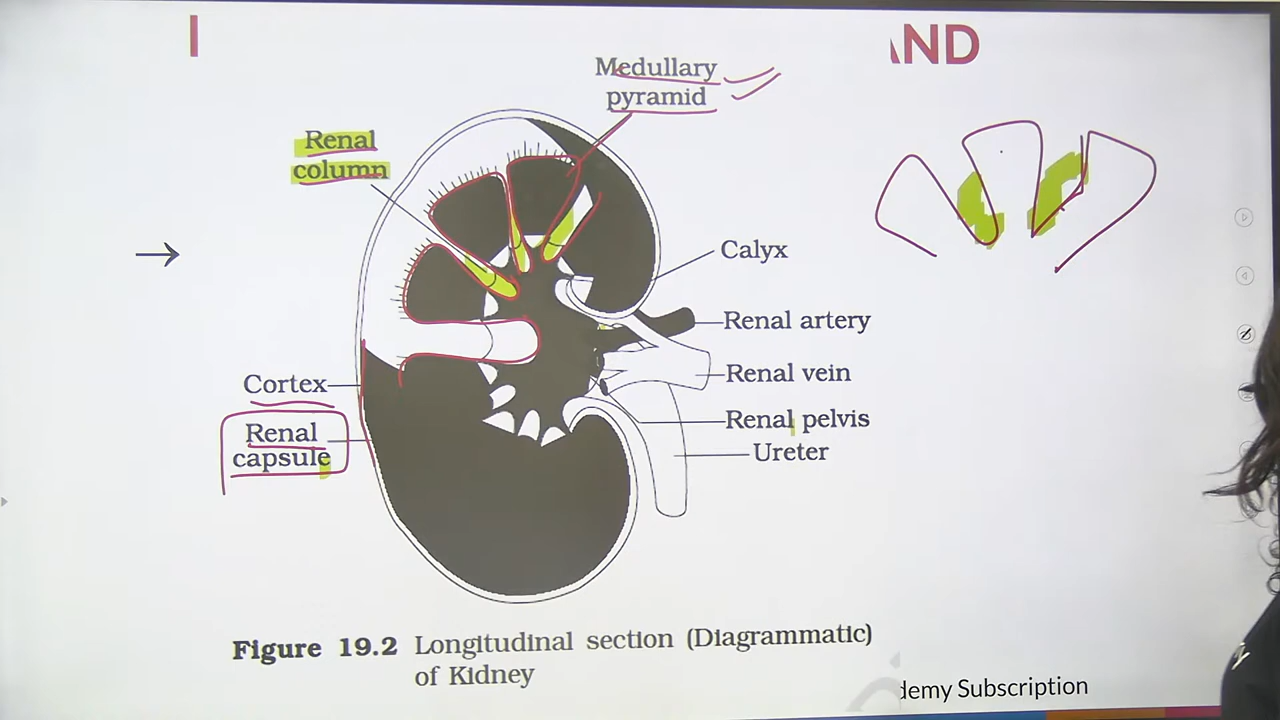 I
AND
Medullary
pyramid
Renal
column
Calyx
Renal artery
Renal vein
Cortex
Renal
capsule
Renal pelvis
Ureter
Figure 19.2 Longitudinal section (Diagrammatic)
of Kidney
demy Subscription